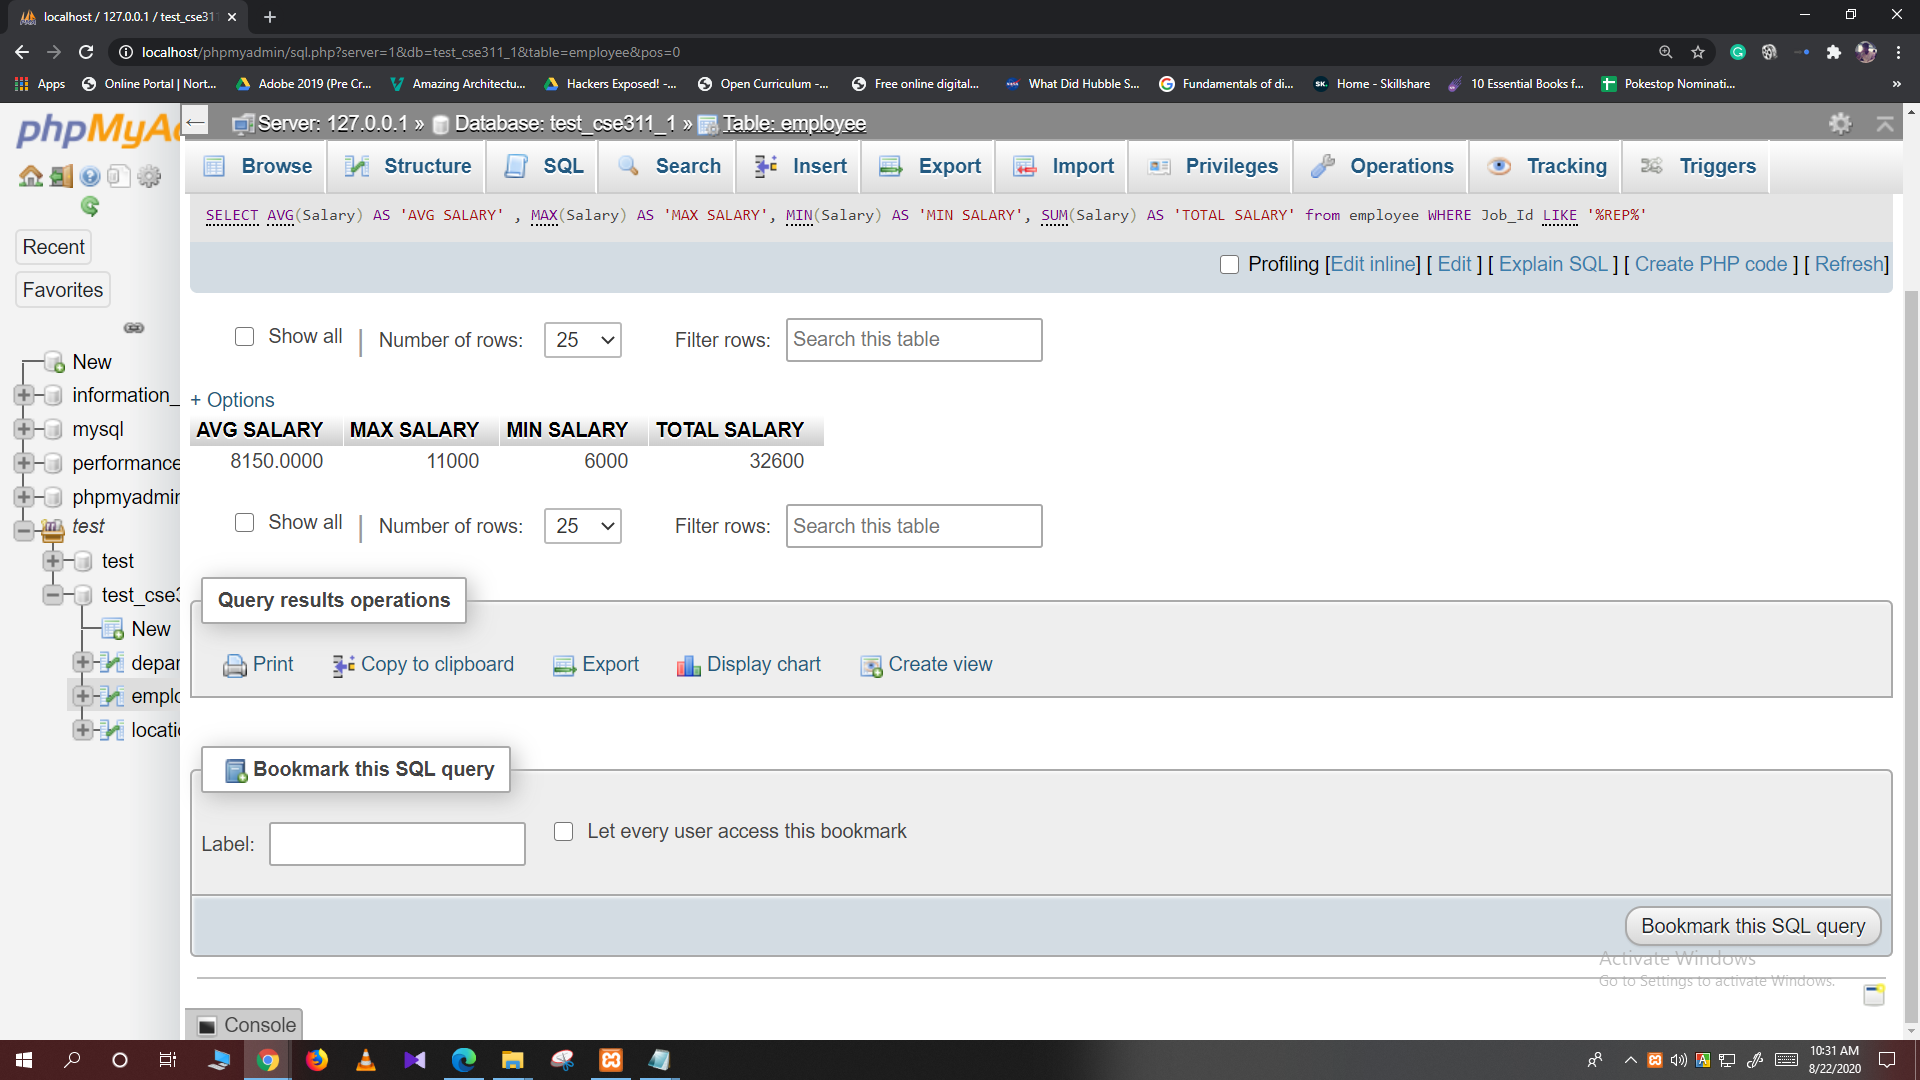 localhost / 127.0.0.1 / test_cse311
localhost/phpmyadmin/sql.php?server=1&db=test_cse311_1&table=employee&pos=0
Apps Online Portal | Nort... Adobe 2019 (Pre Cr... Amazing Architectu... Hackers Exposed! -... Open Curriculum -... Free online digital... What Did Hubble S... Fundamentals of di... Home - Skillshare 10 Essential Books f... Pokestop Nominati... »
phpMyA
Server: 127.0.0.1 » Database: test_cse311_1 » Table: employee
Browse Structure SQL Search Insert Export Import Privileges Operations Tracking Triggers
SELECT AVG(Salary) AS 'AVG SALARY' , MAX(Salary) AS 'MAX SALARY', MIN(Salary) AS 'MIN SALARY', SUM(Salary) AS 'TOTAL SALARY' from employee WHERE Job_Id LIKE '%REP%'
Profiling [Edit inline] [ Edit ] [ Explain SQL ] [ Create PHP code ] [ Refresh]
Recent
Favorites
New
information_
mysql
performance
phpmyadmin
test
test
test_cse3
New
depar
emplo
locatio
Show all | Number of rows: 25 Filter rows: Search this table
+ Options
AVG SALARY MAX SALARY MIN SALARY TOTAL SALARY
8150.0000 11000 6000 32600
Show all | Number of rows: 25 Filter rows: Search this table
Query results operations
Print Copy to clipboard Export Display chart Create view
Bookmark this SQL query
Label: Let every user access this bookmark
Bookmark this SQL query
Activate Windows
Go to Settings to activate Windows.
Console
10:31 AM
8/22/2020